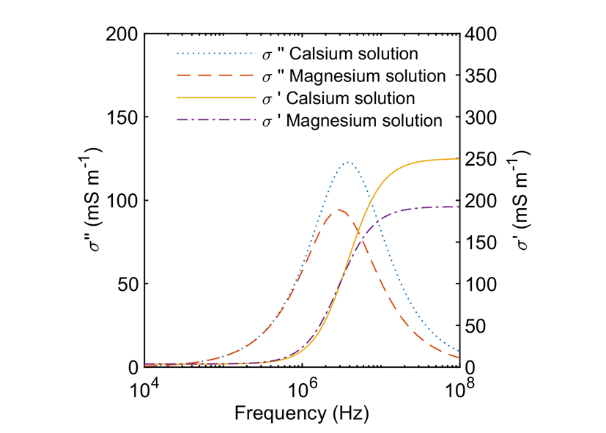 200
150
100
50
0
σ" (mS m⁻¹)
σ" Calsium solution
σ" Magnesium solution
σ' Calsium solution
σ' Magnesium solution
400
350
300
250
200
150
100
50
0
σ' (mS m⁻¹)
10⁴ 10⁶ 10⁸
Frequency (Hz)